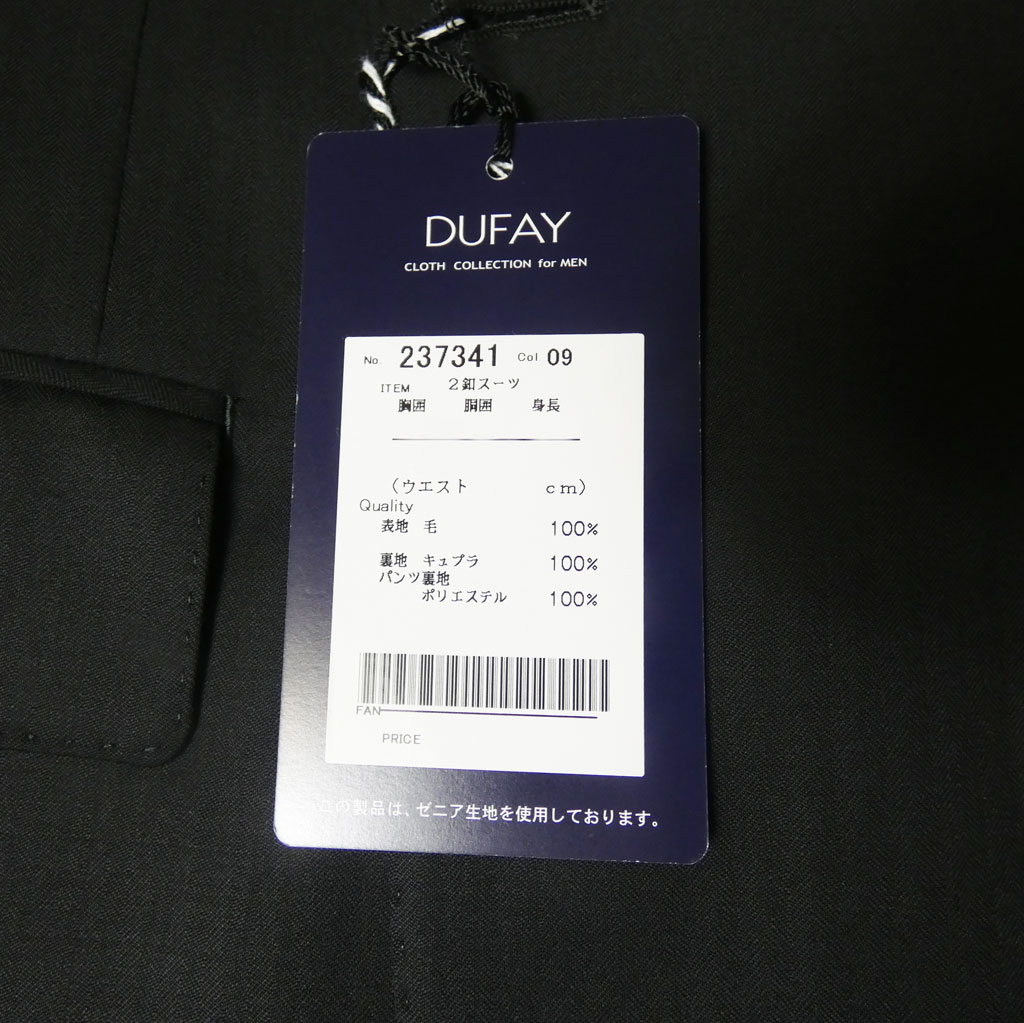 DUFAY
CLOTH COLLECTION for MEN
No. 237341 Col 09
ITEM 2釦スーツ
胸囲 胴囲 身長
(ウエスト cm)
Quality
表地 毛 100%
裏地 キュプラ 100%
パンツ裏地
ポリエステル 100%
FAN
PRICE
この製品は、ゼニア生地を使用しております。